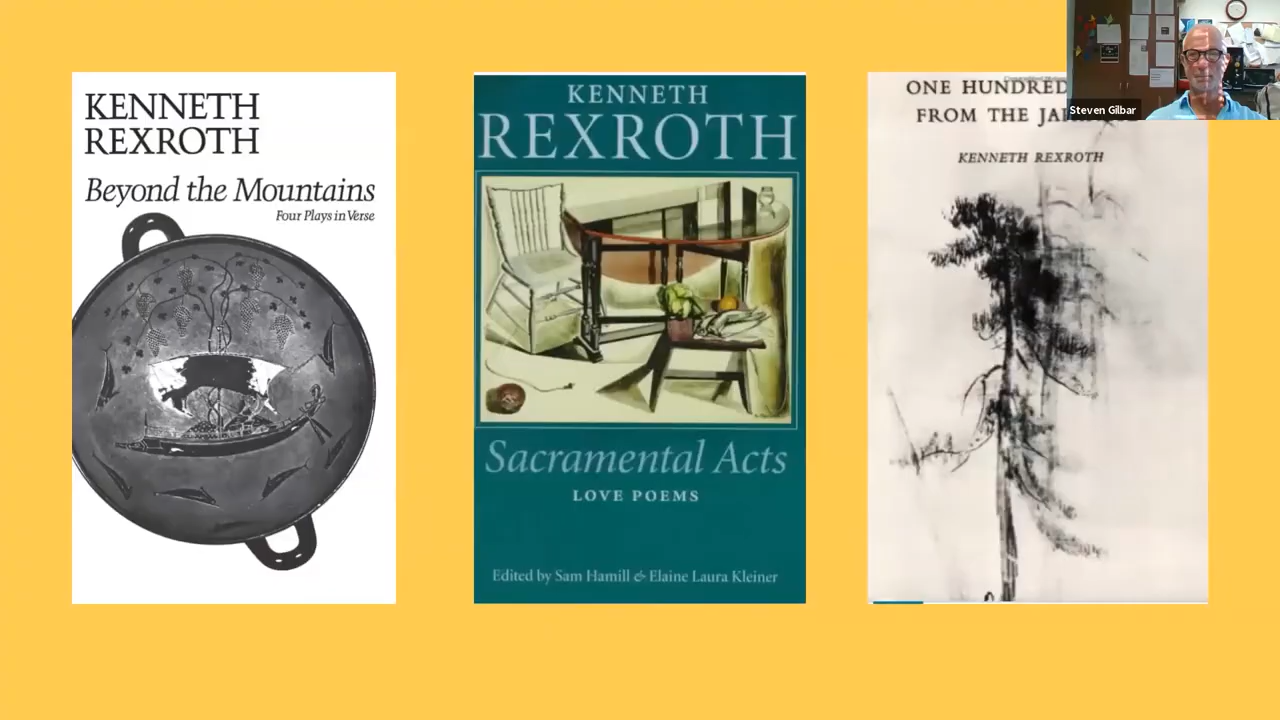 KENNETH
REXROTH
Beyond the Mountains
Four Plays in Verse
KENNETH
REXROTH
Sacramental Acts
LOVE POEMS
Edited by Sam Hamill & Elaine Laura Kleiner
ONE HUNDRED
FROM THE
KENNETH REXROTH
Steven Gilbar